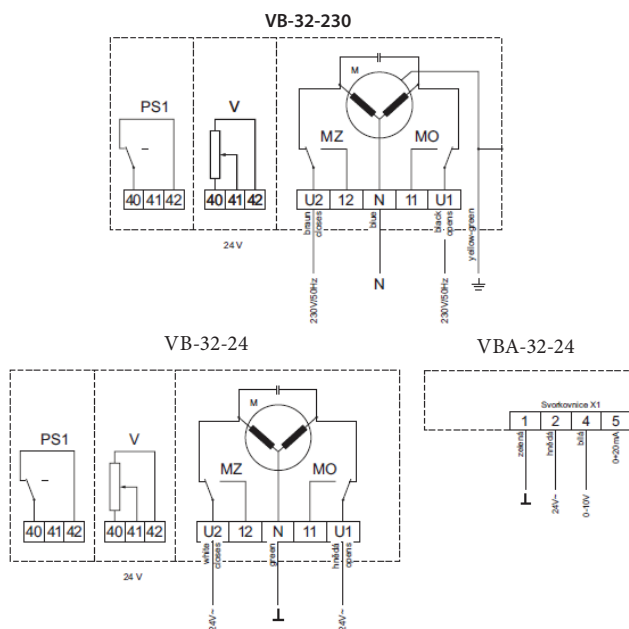 VB-32-230
M
PS1
V
MZ
MO
40 41 42
40 41 42
U2 12 N 11 U1
braun
closes
blue
black
opens
yellow-green
24 V
230V/50Hz
N
230V/50Hz
VB-32-24
M
PS1
V
MZ
MO
40 41 42
40 41 42
U2 12 N 11 U1
white
closes
green
hnědá
opens
24 V
24V~
24V~
VBA-32-24
Svorkovnice X1
1 2 4 5
zelená
hnědá
bílá
0÷20mA
24V~
0-10V